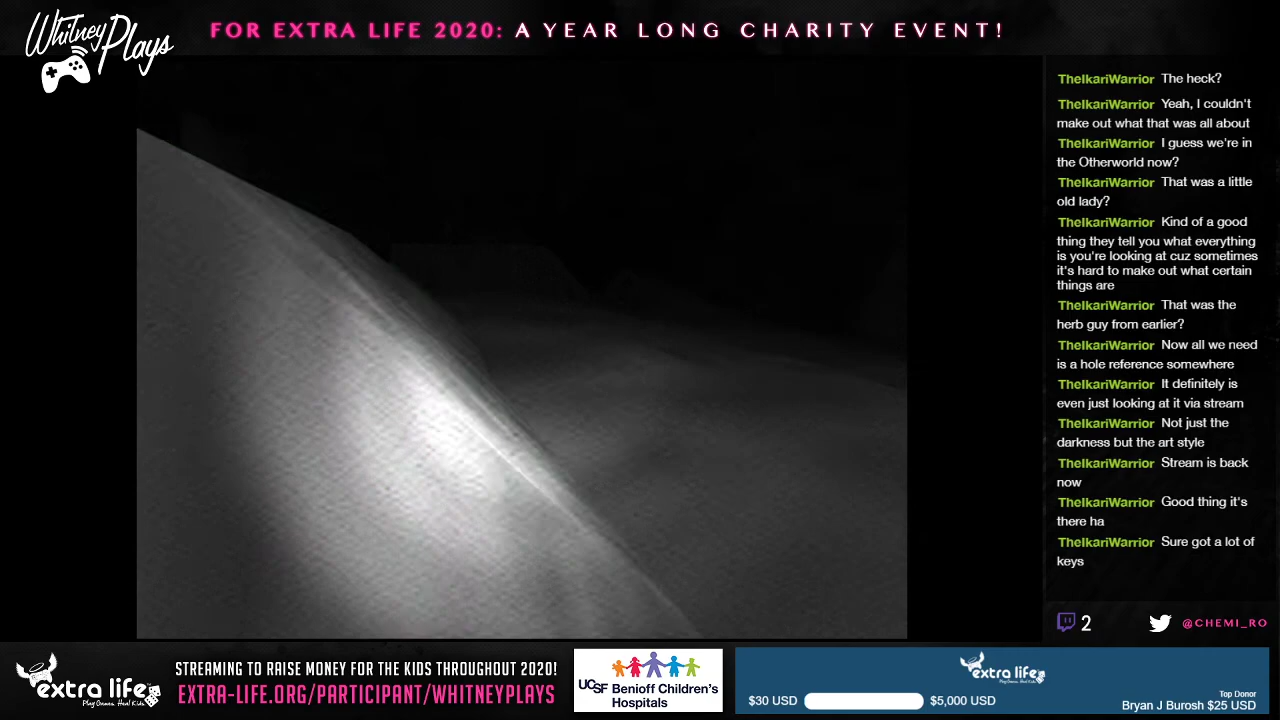 Whitney Plays
FOR EXTRA LIFE 2020: A YEAR LONG CHARITY EVENT!
TheIkariWarrior The heck?
TheIkariWarrior Yeah, I couldn't
make out what that was all about
TheIkariWarrior I guess we're in
the Otherworld now?
TheIkariWarrior That was a little
old lady?
TheIkariWarrior Kind of a good
thing they tell you what everything
is you're looking at cuz sometimes
it's hard to make out what certain
things are
TheIkariWarrior That was the
herb guy from earlier?
TheIkariWarrior Now all we need
is a hole reference somewhere
TheIkariWarrior It definitely is
even just looking at it via stream
TheIkariWarrior Not just the
darkness but the art style
TheIkariWarrior Stream is back
now
TheIkariWarrior Good thing it's
there ha
TheIkariWarrior Sure got a lot of
keys
2 @CHEMI_RO
extra life
Play Games. Heal Kids.
STREAMING TO RAISE MONEY FOR THE KIDS THROUGHOUT 2020!
EXTRA-LIFE.ORG/PARTICIPANT/WHITNEYPLAYS
UCSF Benioff Children's
Hospitals
extra life
Play Games. Heal Kids.
$30 USD $5,000 USD
Top Donor
Bryan J Burosh $25 USD